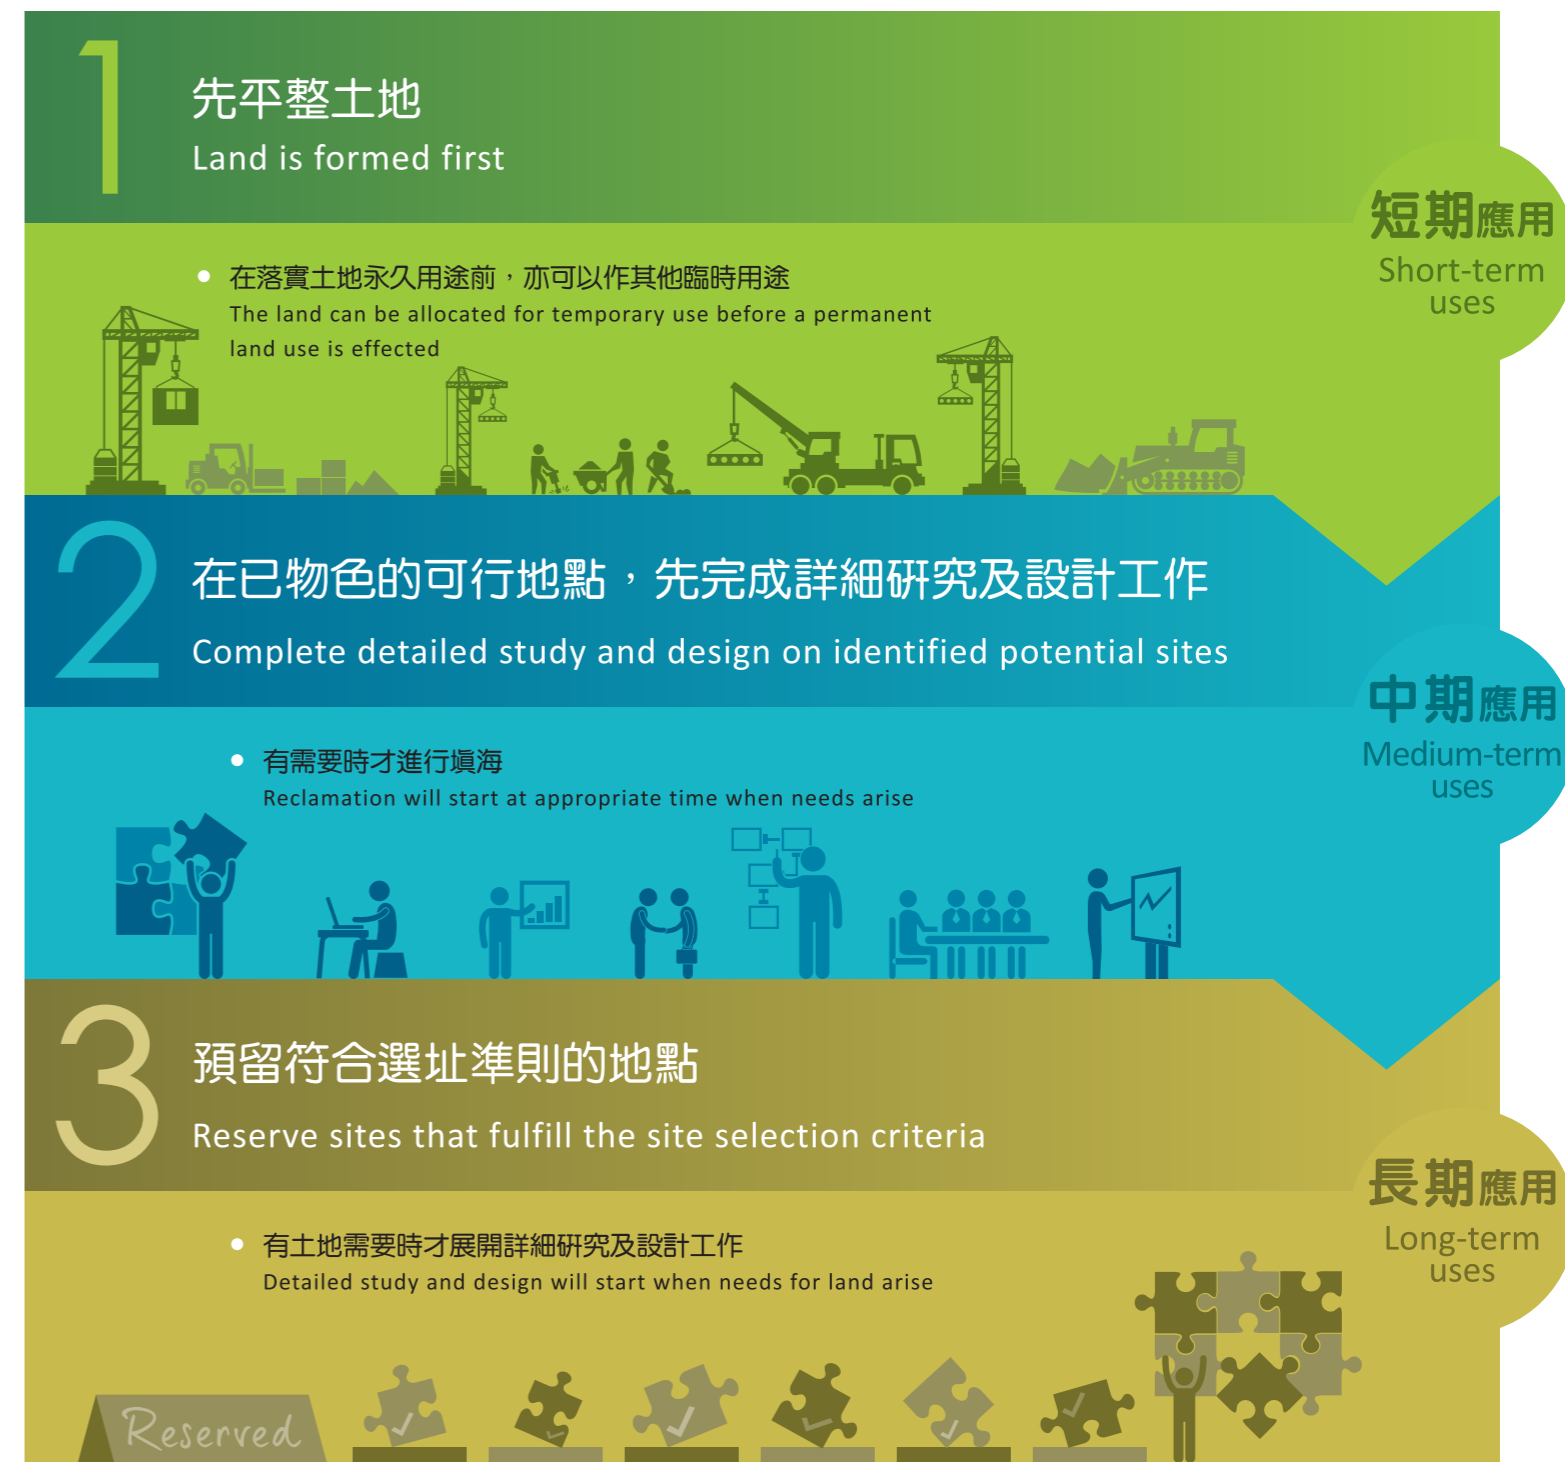 1
先平整土地
Land is formed first
短期應用
Short-term
uses
• 在落實土地永久用途前，亦可以作其他臨時用途
The land can be allocated for temporary use before a permanent
land use is effected
2
在已物色的可行地點，先完成詳細研究及設計工作
Complete detailed study and design on identified potential sites
中期應用
Medium-term
uses
• 有需要時才進行填海
Reclamation will start at appropriate time when needs arise
3
預留符合選址準則的地點
Reserve sites that fulfill the site selection criteria
長期應用
Long-term
uses
• 有土地需要時才展開詳細研究及設計工作
Detailed study and design will start when needs for land arise
Reserved